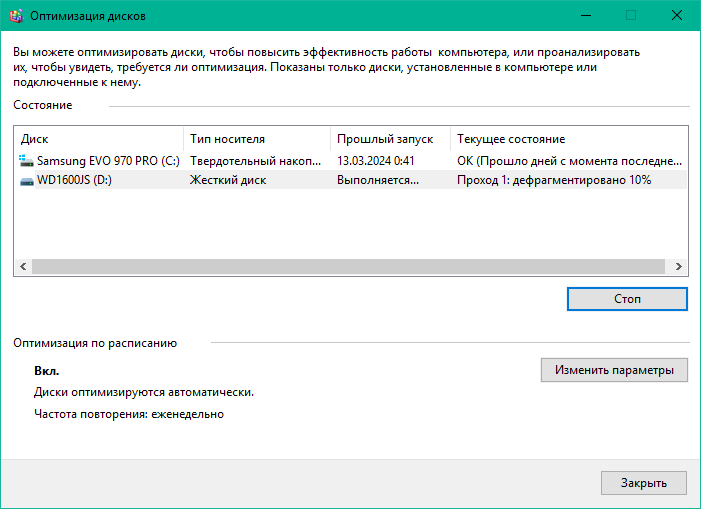 Оптимизация дисков
Вы можете оптимизировать диски, чтобы повысить эффективность работы  компьютера, или проанализировать
их, чтобы увидеть, требуется ли оптимизация. Показаны только диски, установленные в компьютере или
подключенные к нему.
Состояние
Диск Тип носителя Прошлый запуск Текущее состояние
Samsung EVO 970 PRO (C:) Твердотельный накоп... 13.03.2024 0:41 ОК (Прошло дней с момента последне...
WD1600JS (D:) Жесткий диск Выполняется... Проход 1: дефрагментировано 10%
Стоп
Оптимизация по расписанию
Вкл.
Изменить параметры
Диски оптимизируются автоматически.
Частота повторения: еженедельно
Закрыть